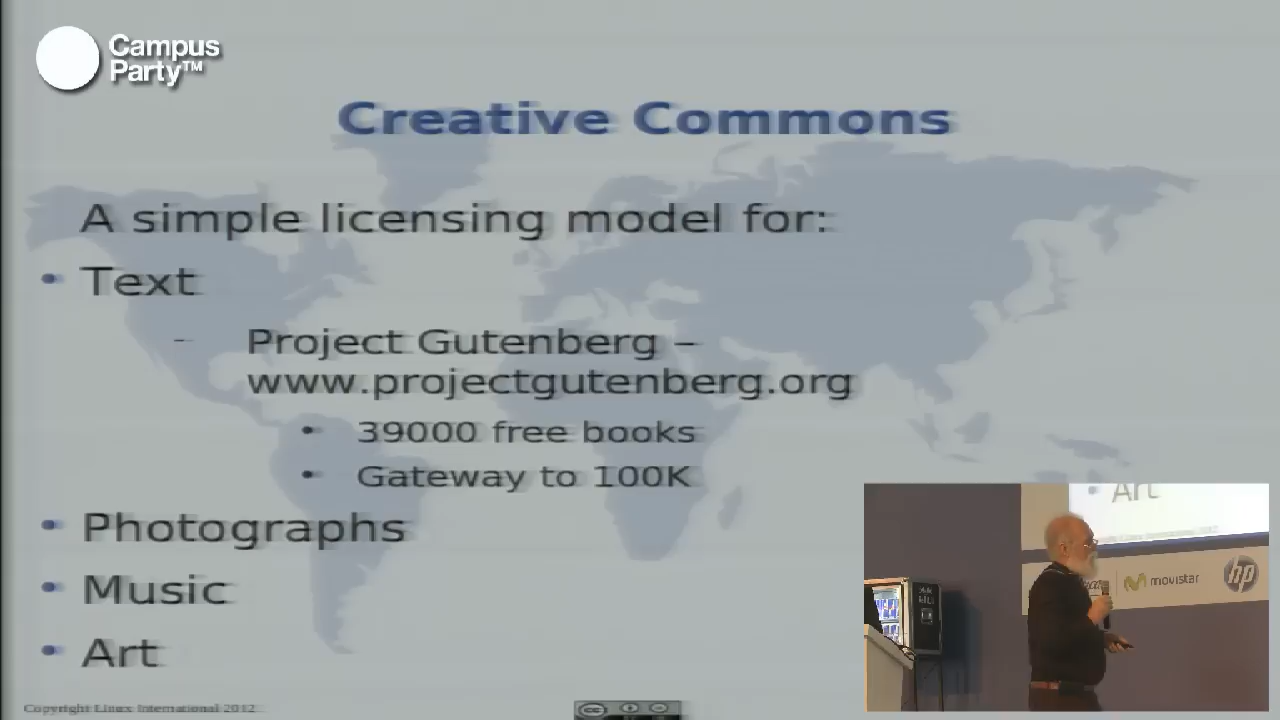 Campus
Party™
Creative Commons
A simple licensing model for:
• Text
– Project Gutenberg –
www.projectgutenberg.org
• 39000 free books
• Gateway to 100K
• Photographs
• Music
• Art
Copyright Linux International 2012
cc
• Art
movistar
hp